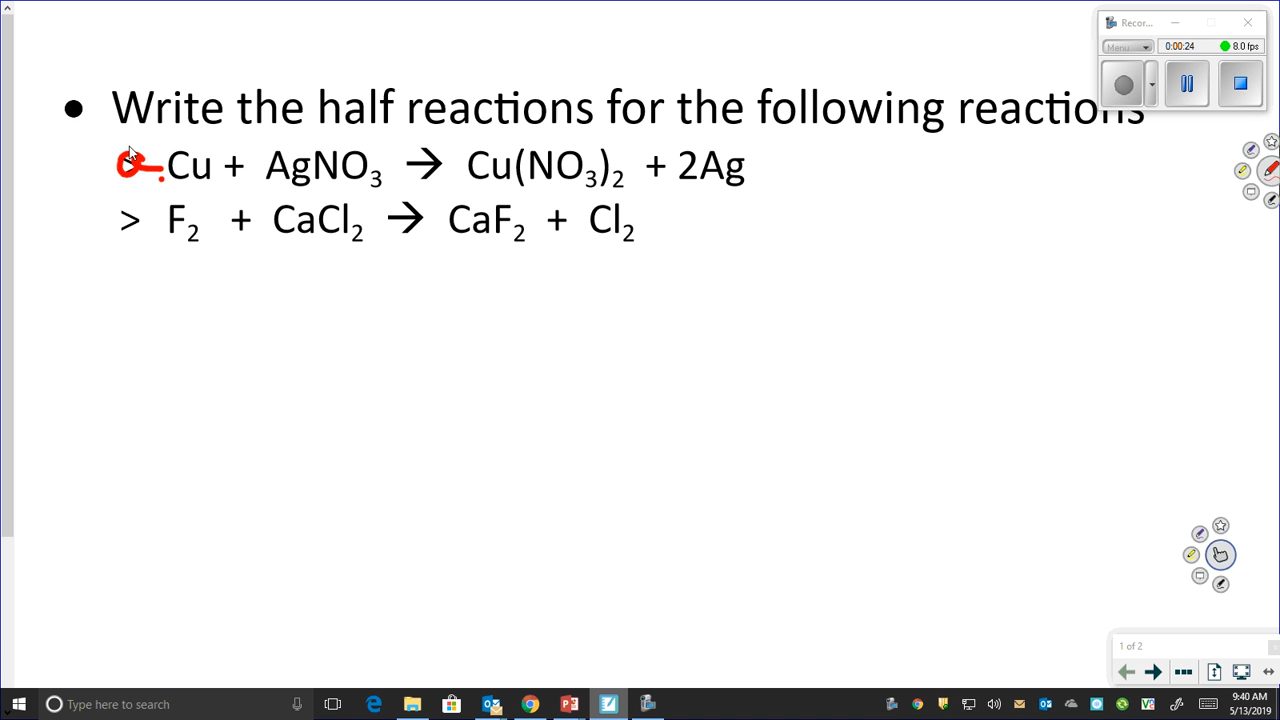 Recor...
Menu
0:00:24
8.0 fps
• Write the half reactions for the following reactions
a. Cu + AgNO₃ → Cu(NO₃)₂ + 2Ag
> F₂ + CaCl₂ → CaF₂ + Cl₂
1 of 2
Type here to search
9:40 AM
5/13/2019